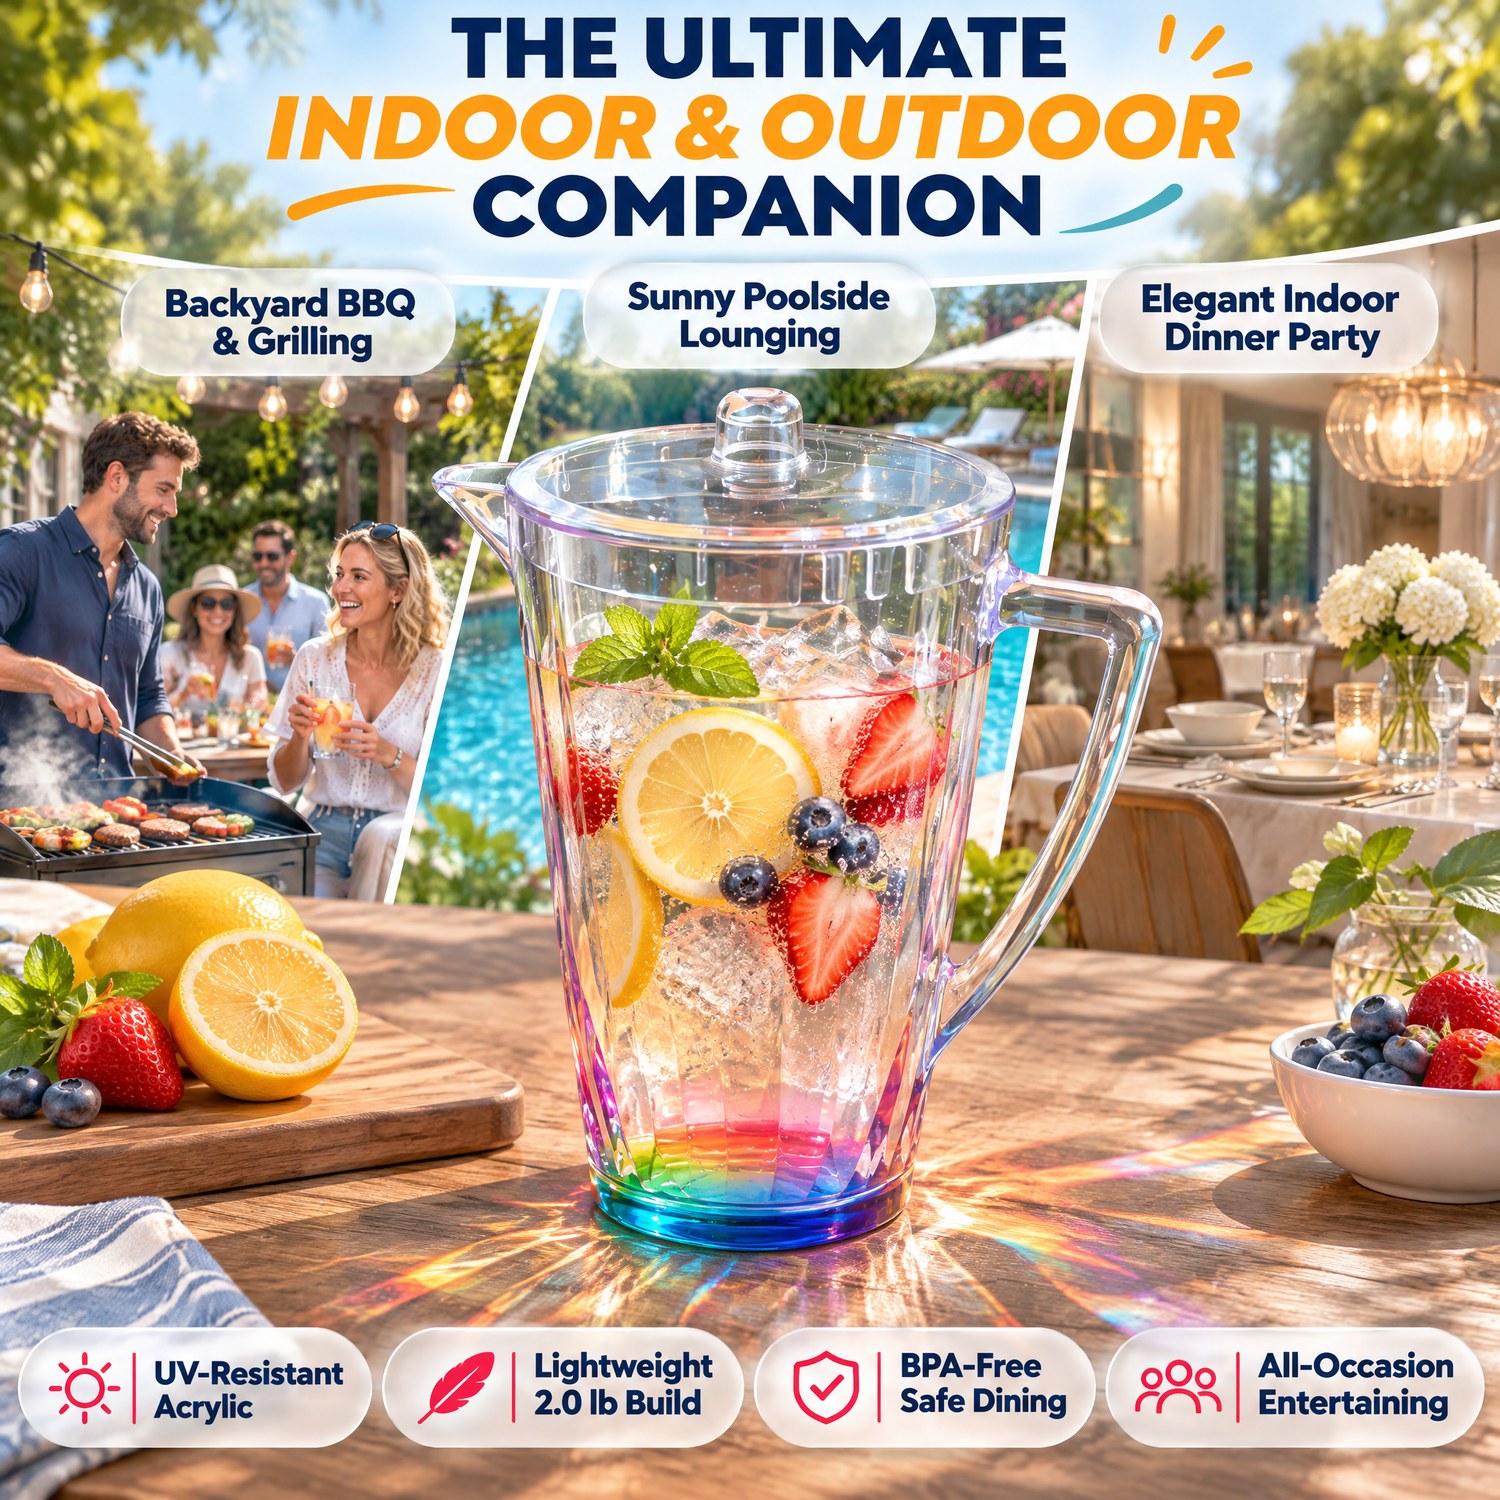 THE ULTIMATE
INDOOR & OUTDOOR
COMPANION
Backyard BBQ
& Grilling
Sunny Poolside
Lounging
Elegant Indoor
Dinner Party
UV-Resistant
Acrylic
Lightweight
2.0 lb Build
BPA-Free
Safe Dining
All-Occasion
Entertaining